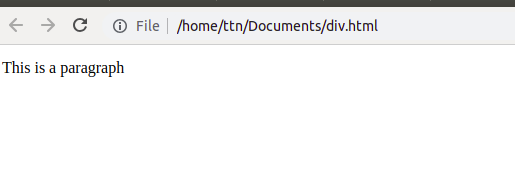 File /home/ttn/Documents/div.html
This is a paragraph